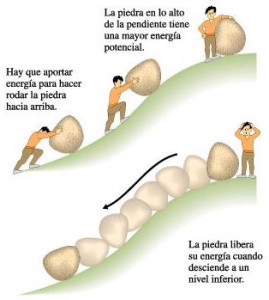 La piedra en lo alto
de la pendiente tiene
una mayor energía
potencial.
Hay que aportar
energía para hacer
rodar la piedra
hacia arriba.
La piedra libera
su energía cuando
desciende a un
nivel inferior.